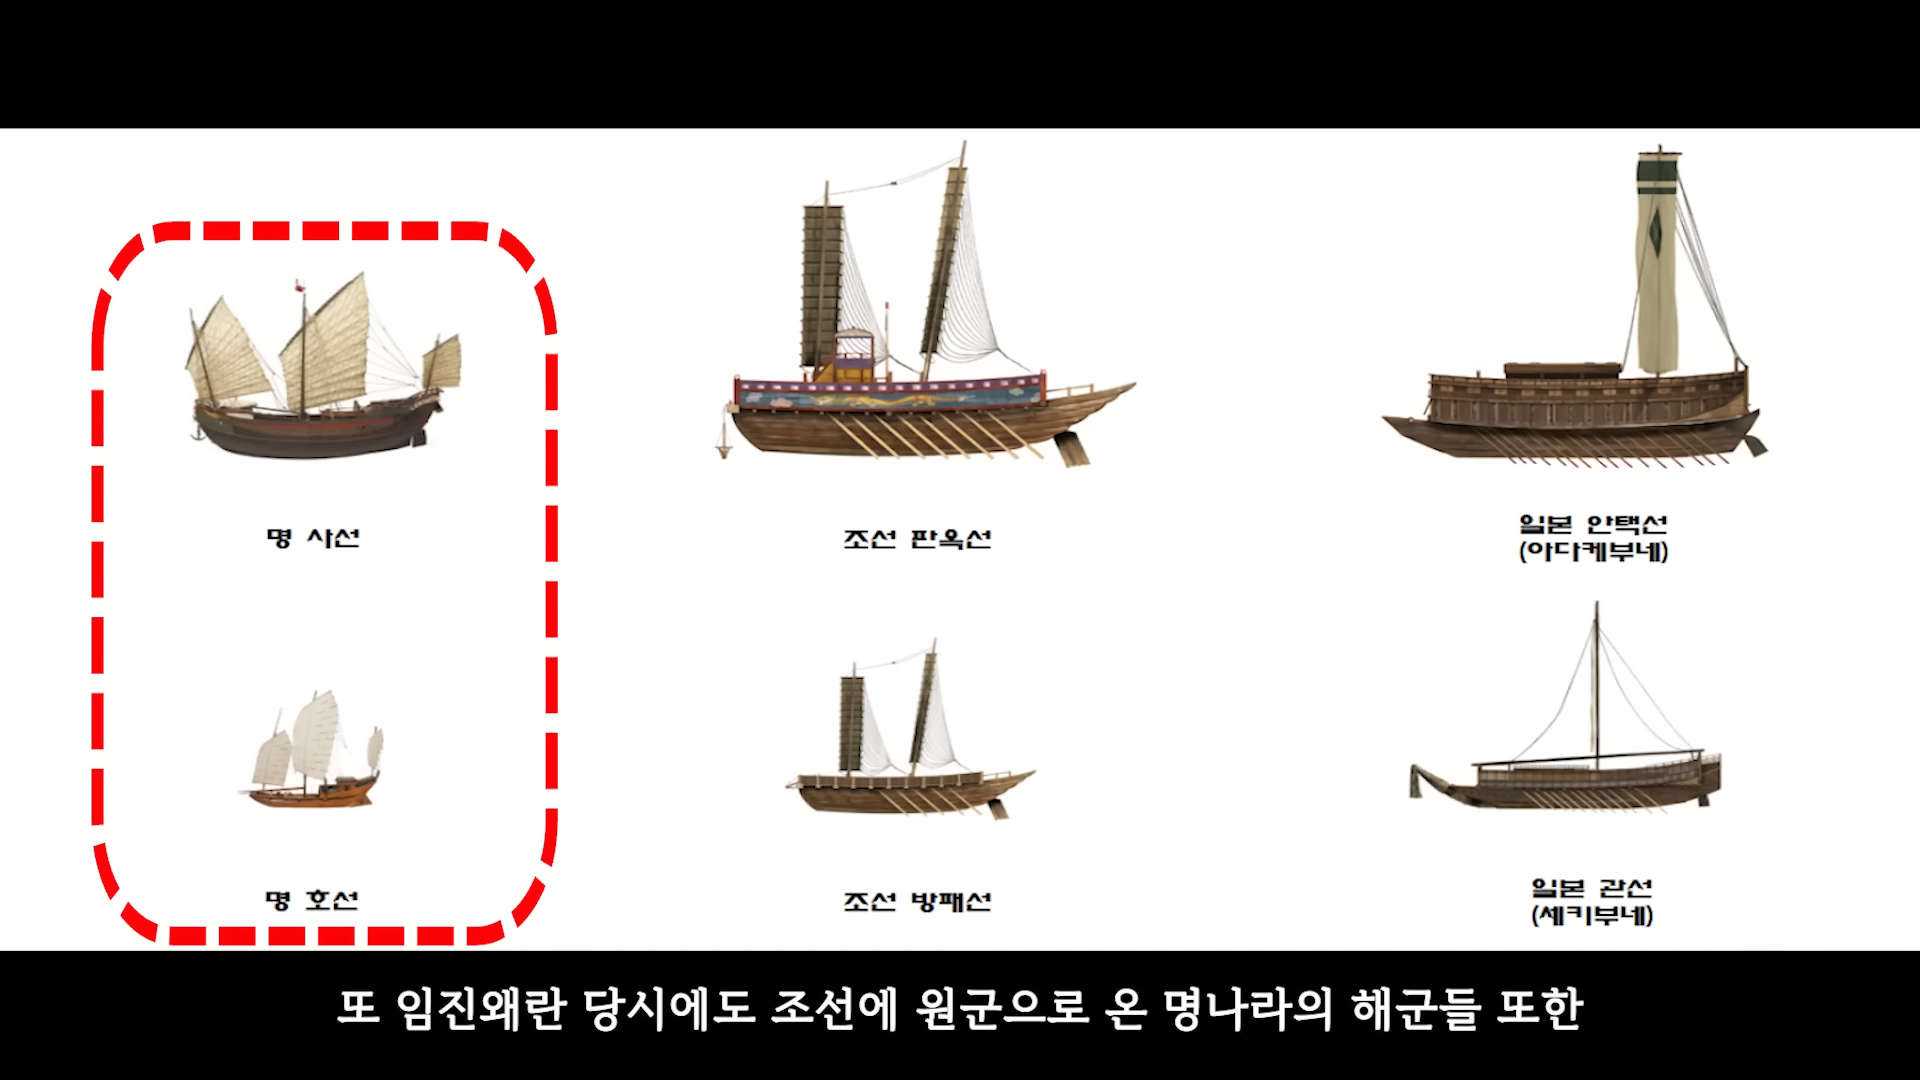 명 사선
조선 판옥선
일본 안택선
(아다케부네)
명 호선
조선 방패선
일본 관선
(세키부네)
또 임진왜란 당시에도 조선에 원군으로 온 명나라의 해군들 또한